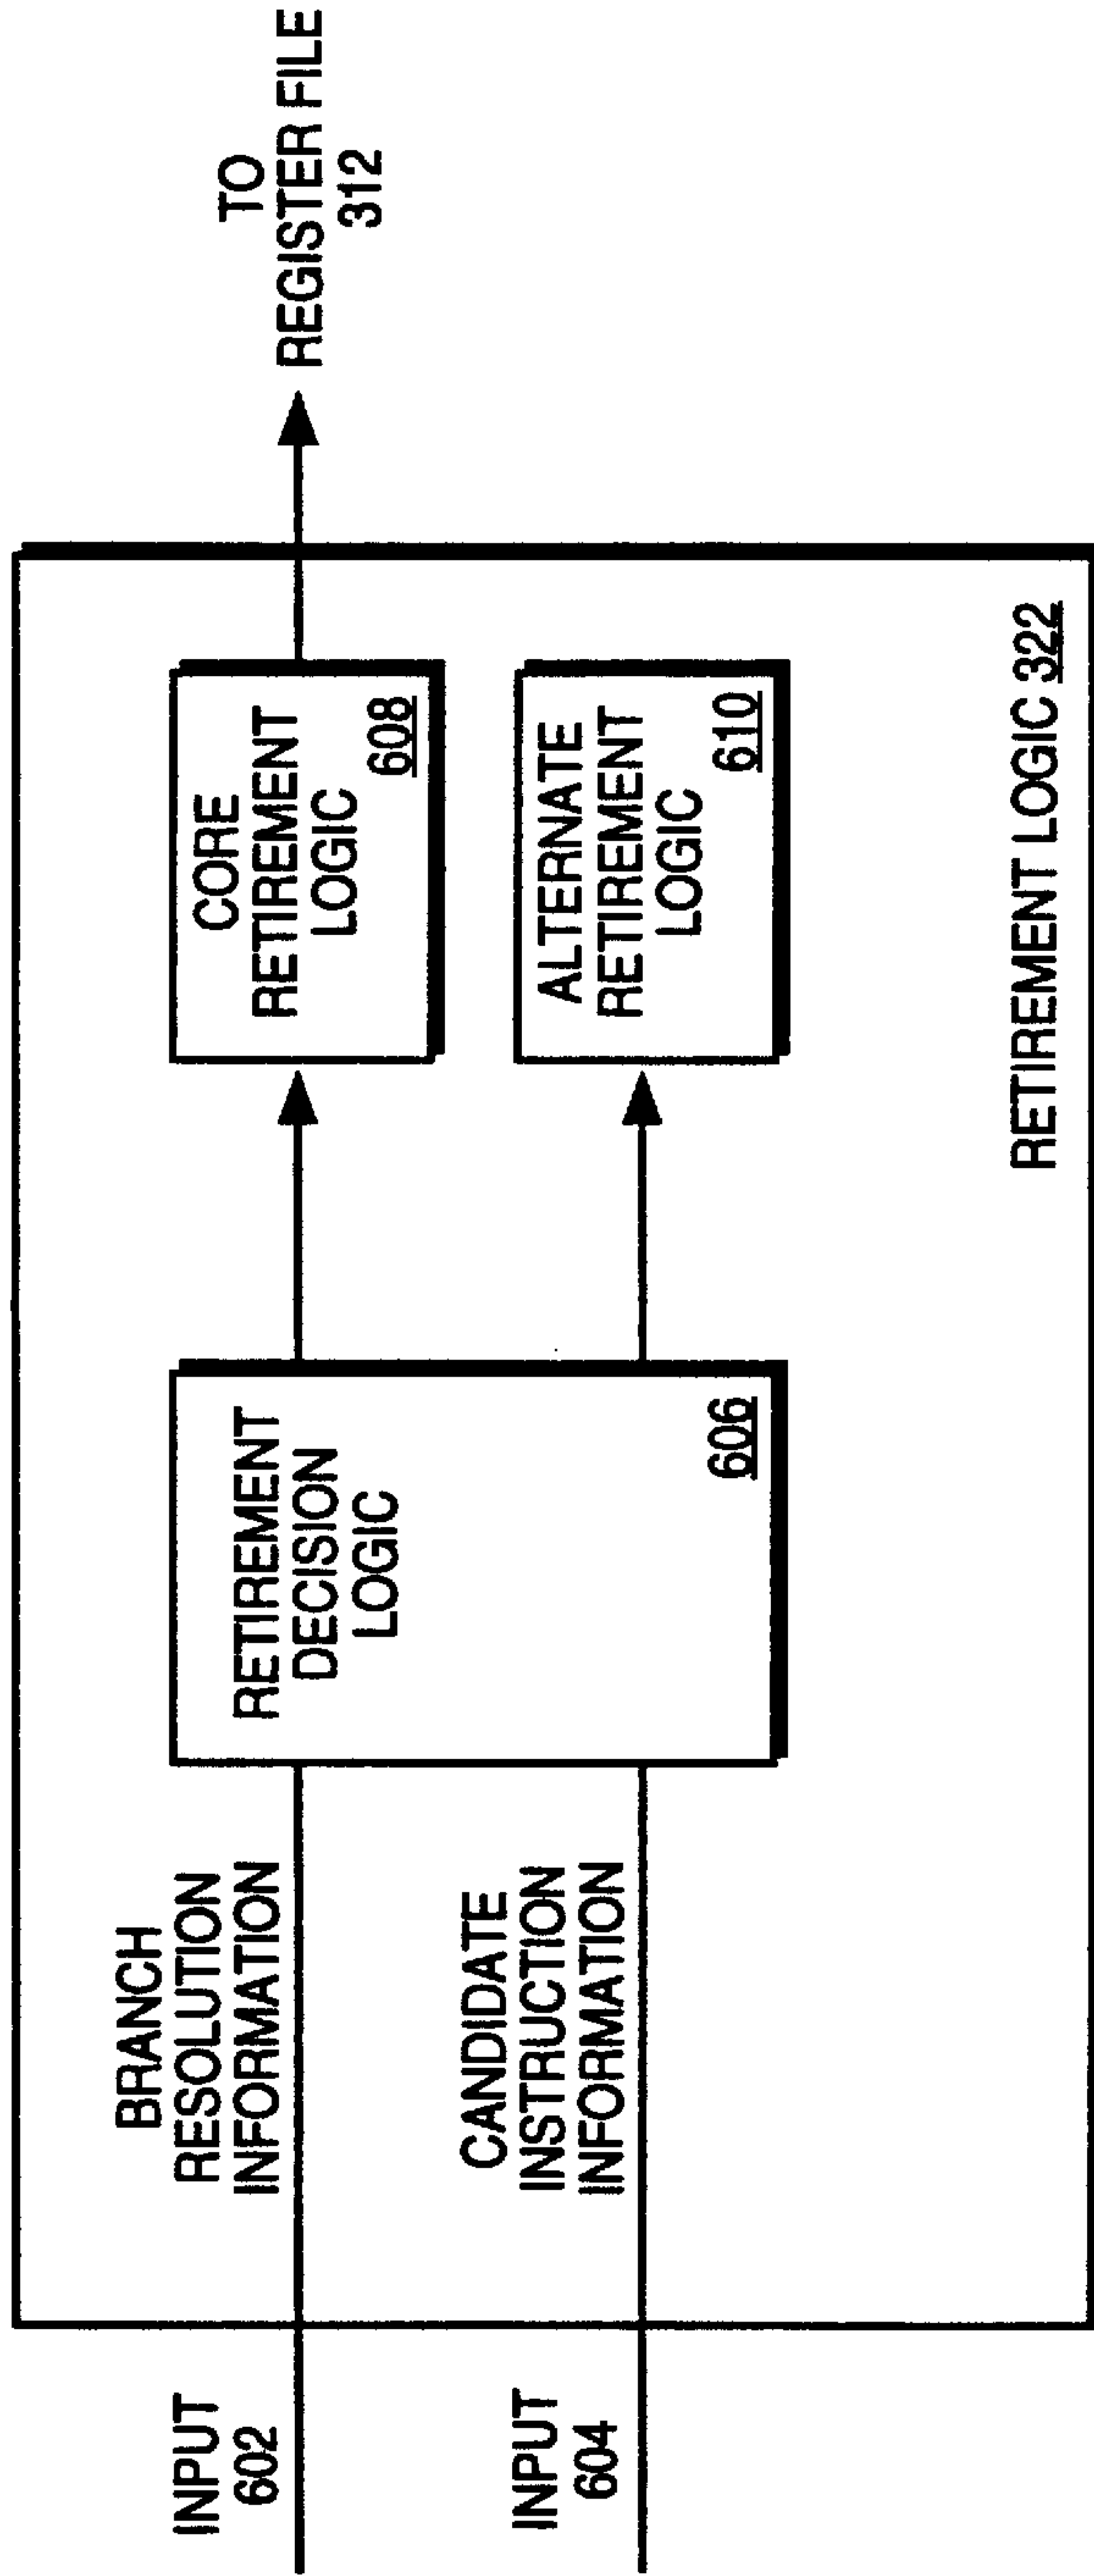 INPUT
602
BRANCH
RESOLUTION
INFORMATION
INPUT
604
CANDIDATE
INSTRUCTION
INFORMATION
RETIREMENT
DECISION
LOGIC
606
CORE
RETIREMENT
LOGIC
608
ALTERNATE
RETIREMENT
LOGIC
610
TO
REGISTER FILE
312
RETIREMENT LOGIC 322